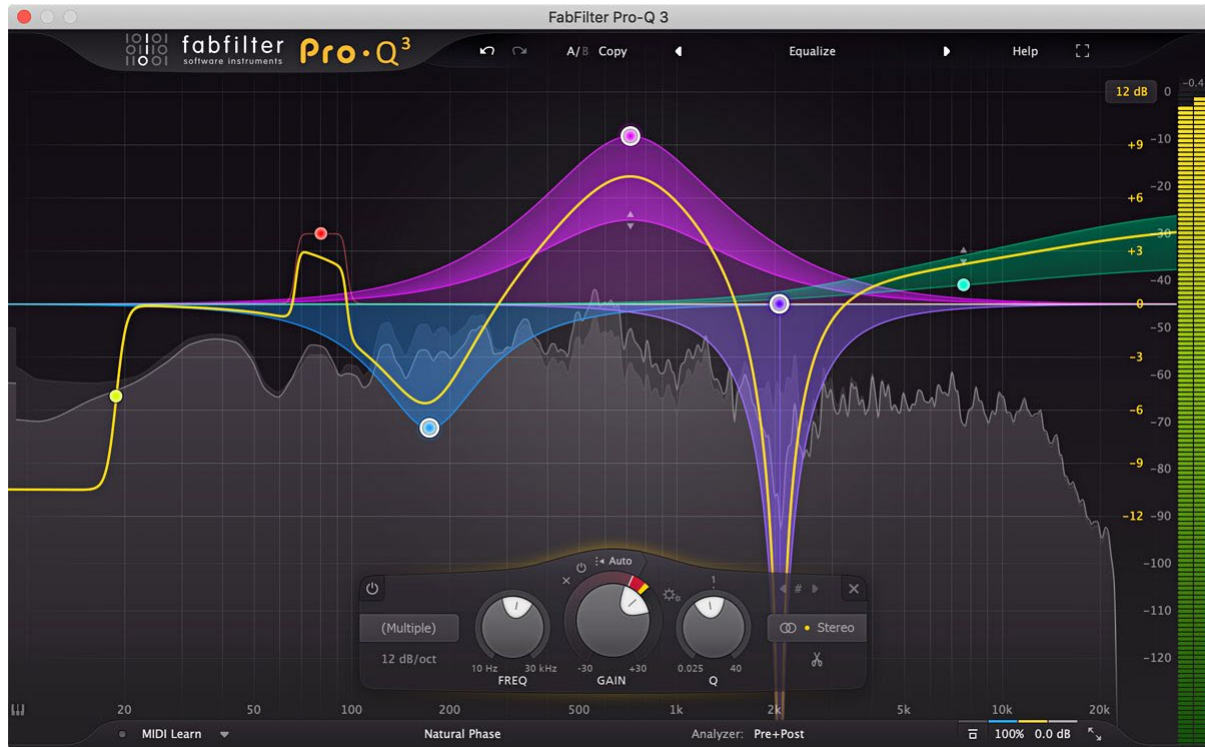 FabFilter Pro-Q 3
fabfilter
software instruments
Pro·Q3
A/B Copy
Equalize
Help
12 dB
0
-0.4
+9
-10
+6
-20
+3
-30
-40
0
-50
-3
-60
-6
-70
-9
-80
-12
-90
-100
-110
-120
Auto
(Multiple)
12 dB/oct
10 Hz 30 kHz
FREQ
-30 +30
GAIN
1
0.025 40
Q
#
Stereo
20 50 100 200 500 1k 2k 5k 10k 20k
MIDI Learn
Natural Phase
Analyzer: Pre+Post
100% 0.0 dB